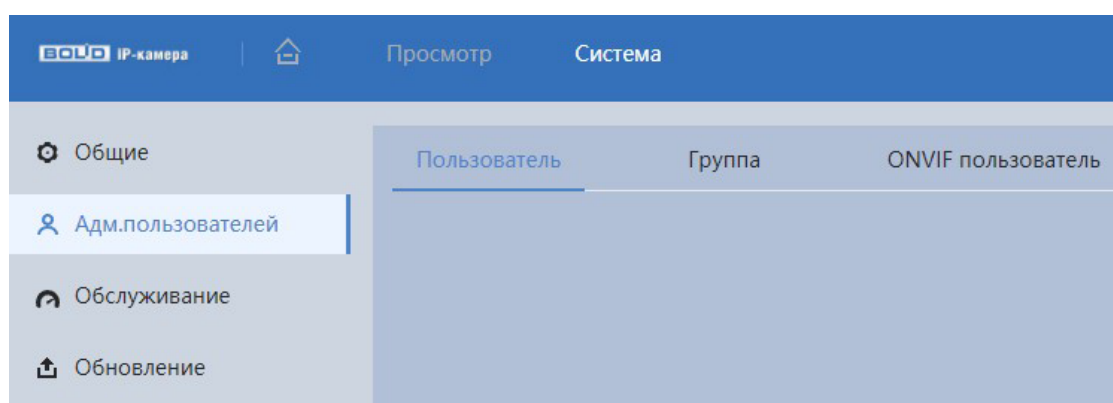 BOLID IP-камера Просмотр Система
Общие
Пользователь Группа ONVIF пользователь
Адм.пользователей
Обслуживание
Обновление